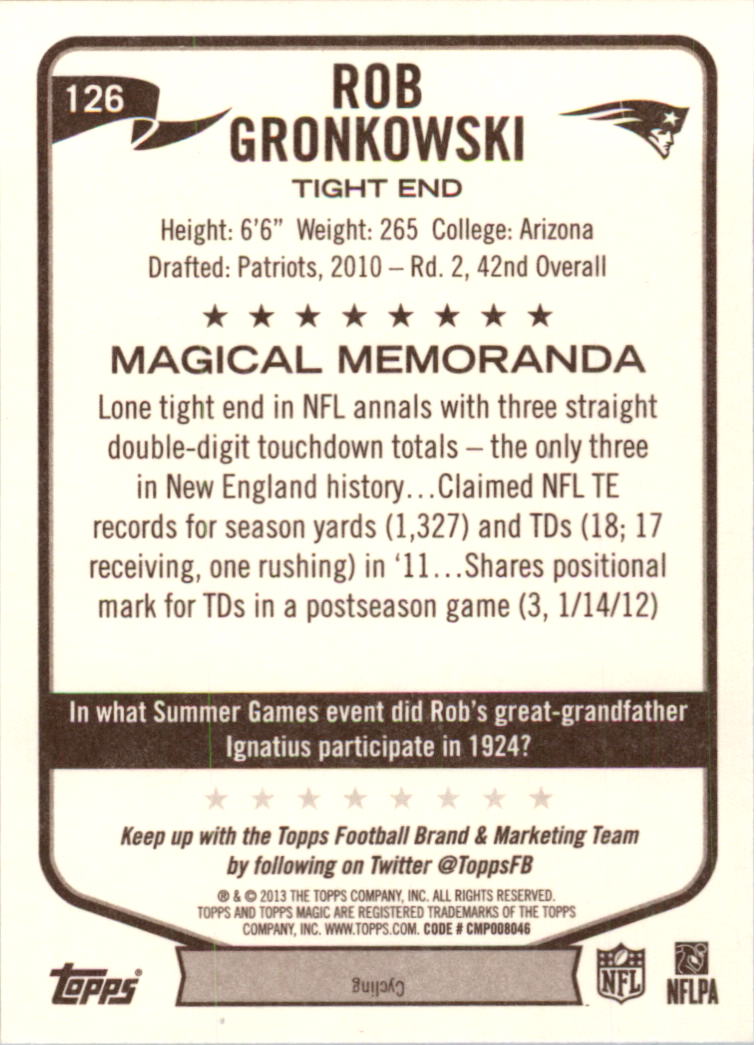 126
ROB
GRONKOWSKI
TIGHT END
Height: 6'6” Weight: 265 College: Arizona
Drafted: Patriots, 2010 – Rd. 2, 42nd Overall
MAGICAL MEMORANDA
Lone tight end in NFL annals with three straight
double-digit touchdown totals – the only three
in New England history...Claimed NFL TE
records for season yards (1,327) and TDs (18; 17
receiving, one rushing) in ‘11...Shares positional
mark for TDs in a postseason game (3, 1/14/12)
In what Summer Games event did Rob's great-grandfather
Ignatius participate in 1924?
Keep up with the Topps Football Brand & Marketing Team
by following on Twitter @ToppsFB
® & © 2013 THE TOPPS COMPANY, INC. ALL RIGHTS RESERVED.
TOPPS AND TOPPS MAGIC ARE REGISTERED TRADEMARKS OF THE TOPPS
COMPANY, INC. WWW.TOPPS.COM. CODE # CMP008046
Topps®
Cycling
NFL
NFLPA